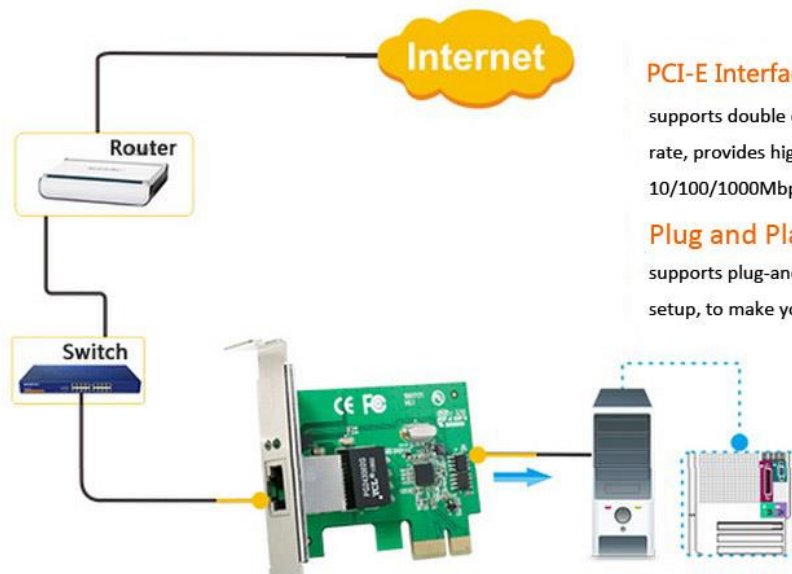 Internet
PCI-E Interfa
supports double
rate, provides hig
10/100/1000Mbp
Router
Plug and Pla
supports plug-and
setup, to make yo
Switch
CE FC